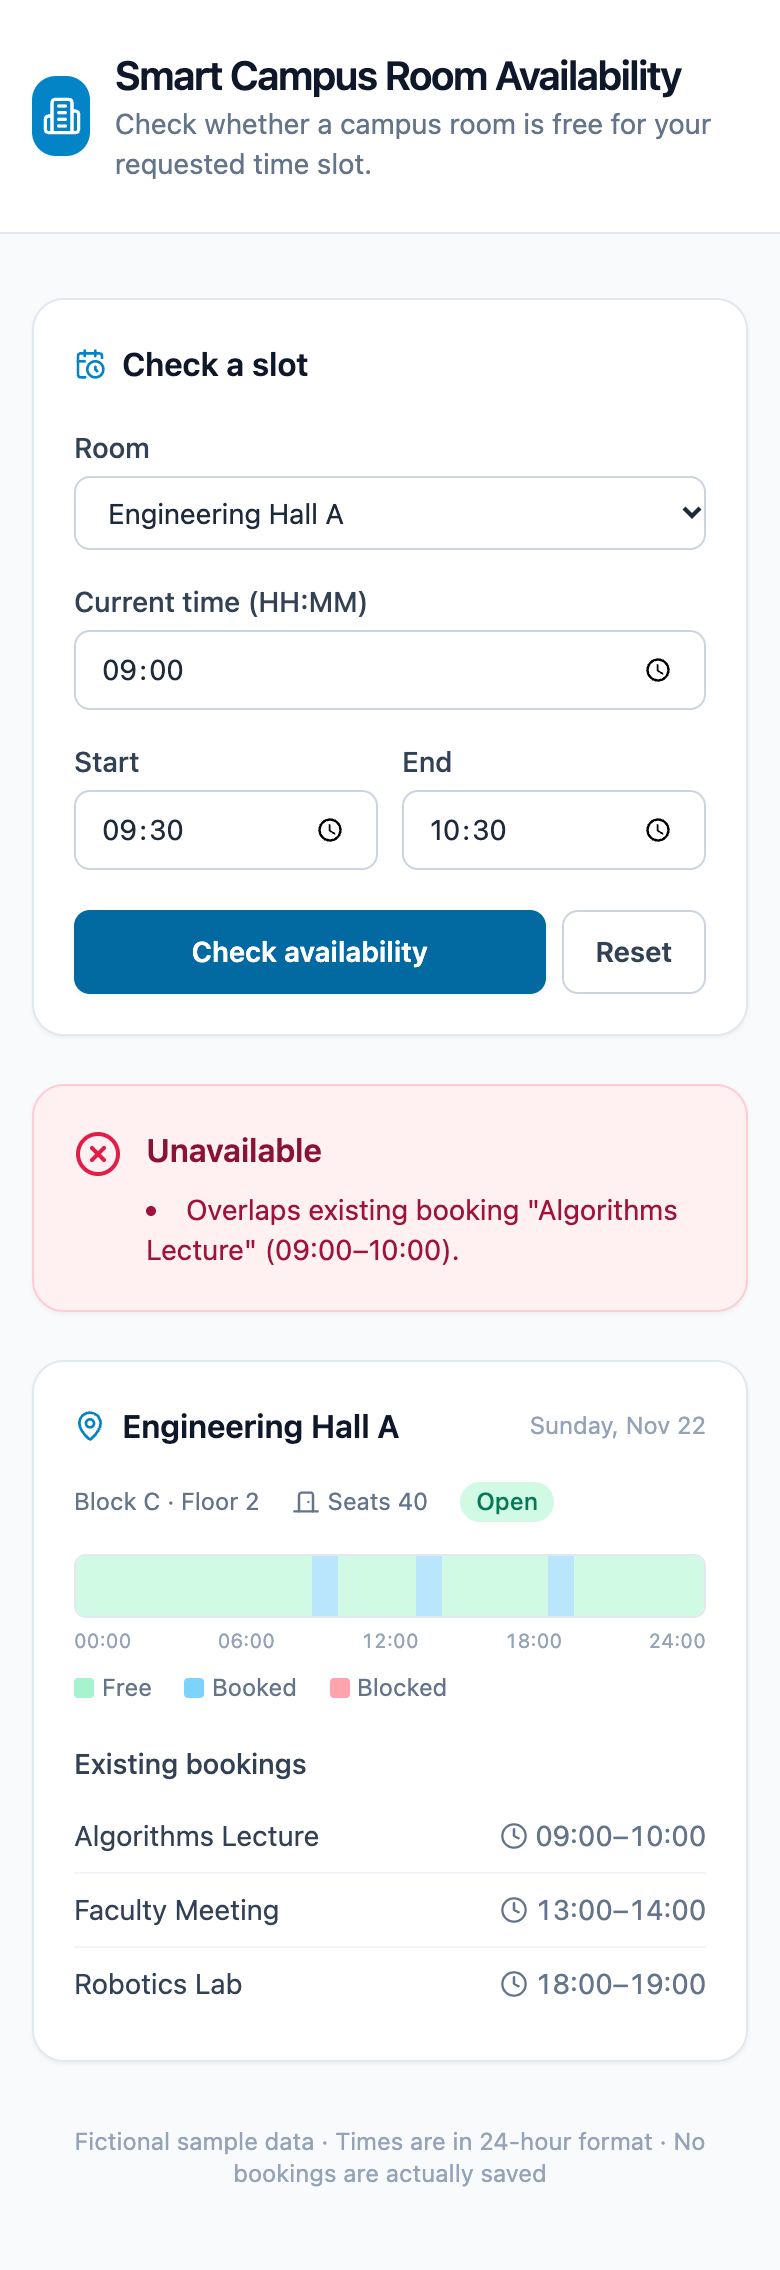 Smart Campus Room Availability
Check whether a campus room is free for your
requested time slot.
Check a slot
Room
Engineering Hall A
Current time (HH:MM)
09:00
Start
End
09:30
10:30
Check availability
Reset
Unavailable
• Overlaps existing booking "Algorithms
Lecture" (09:00–10:00).
Engineering Hall A
Sunday, Nov 22
Block C · Floor 2
Seats 40
Open
00:00 06:00 12:00 18:00 24:00
Free
Booked
Blocked
Existing bookings
Algorithms Lecture
09:00–10:00
Faculty Meeting
13:00–14:00
Robotics Lab
18:00–19:00
Fictional sample data · Times are in 24-hour format · No
bookings are actually saved